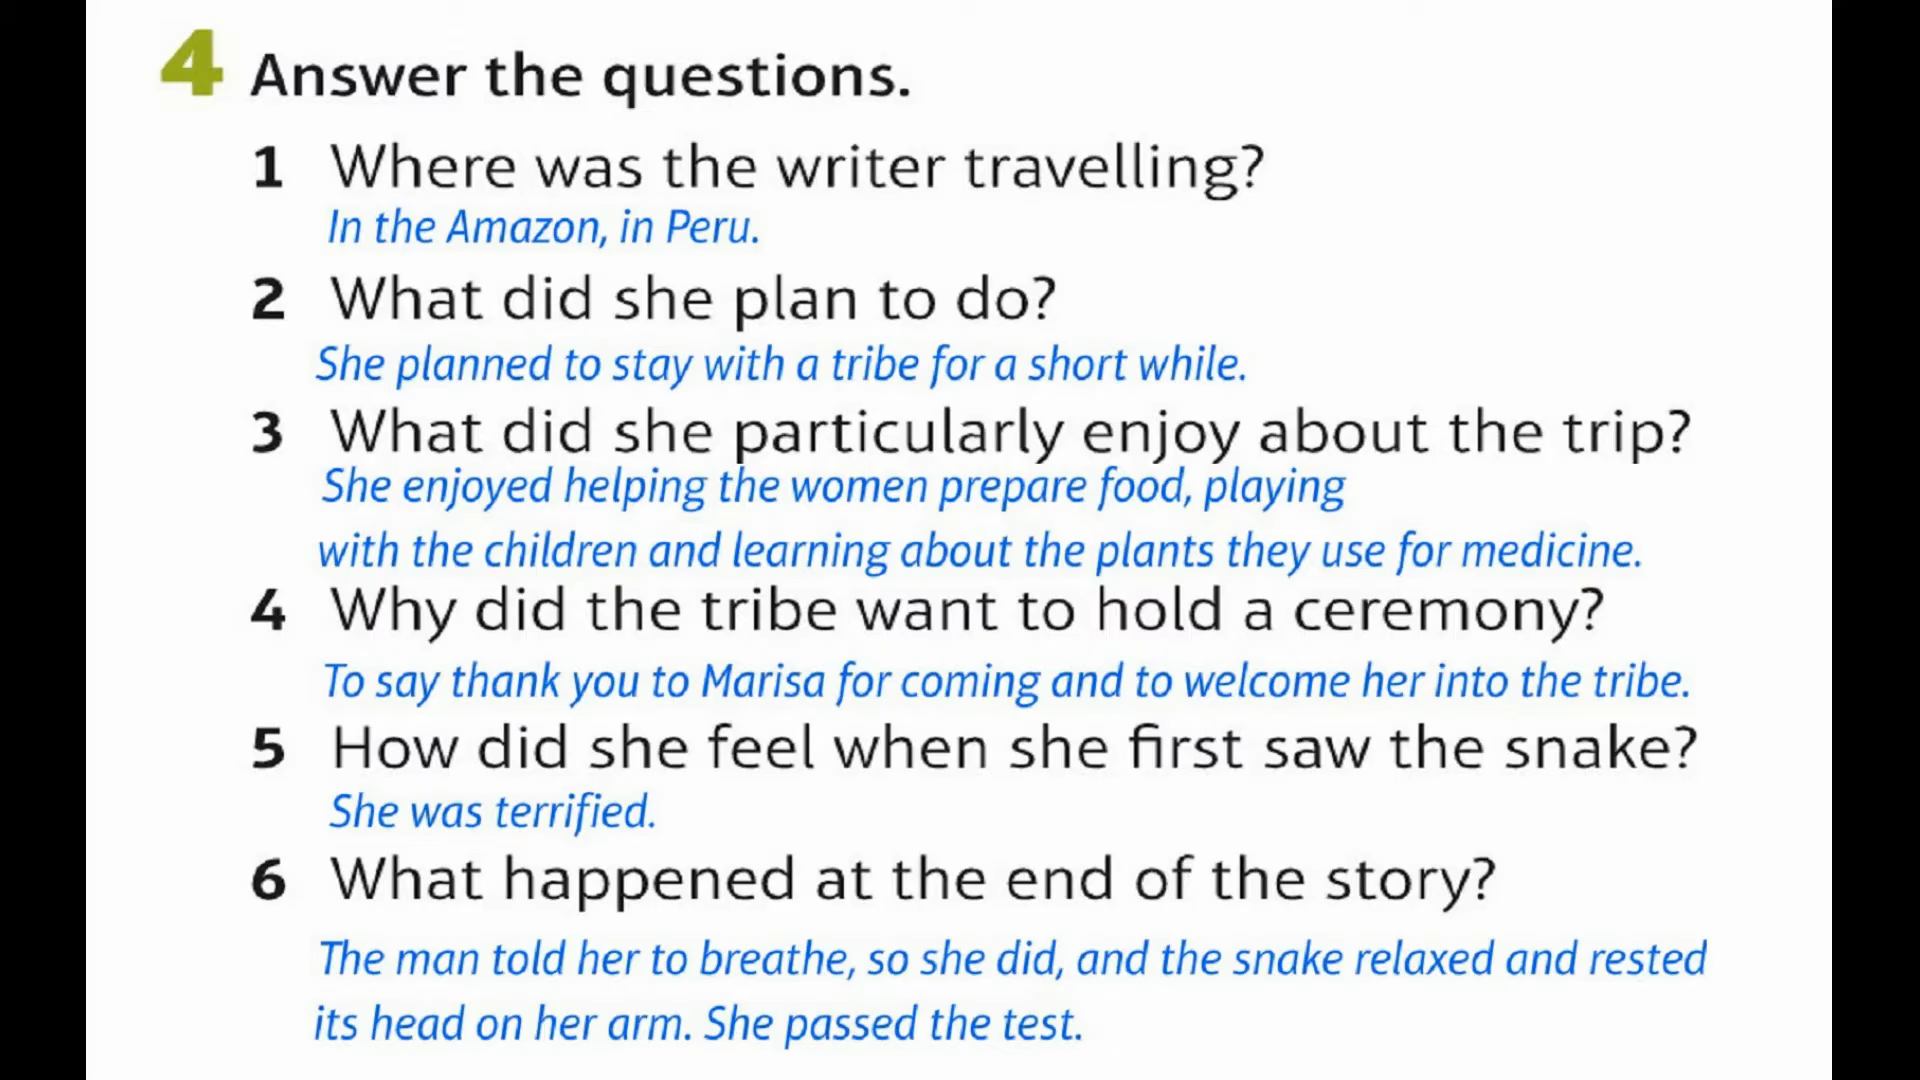 4 Answer the questions.
1 Where was the writer travelling?
In the Amazon, in Peru.
2 What did she plan to do?
She planned to stay with a tribe for a short while.
3 What did she particularly enjoy about the trip?
She enjoyed helping the women prepare food, playing
with the children and learning about the plants they use for medicine.
4 Why did the tribe want to hold a ceremony?
To say thank you to Marisa for coming and to welcome her into the tribe.
5 How did she feel when she first saw the snake?
She was terrified.
6 What happened at the end of the story?
The man told her to breathe, so she did, and the snake relaxed and rested
its head on her arm. She passed the test.